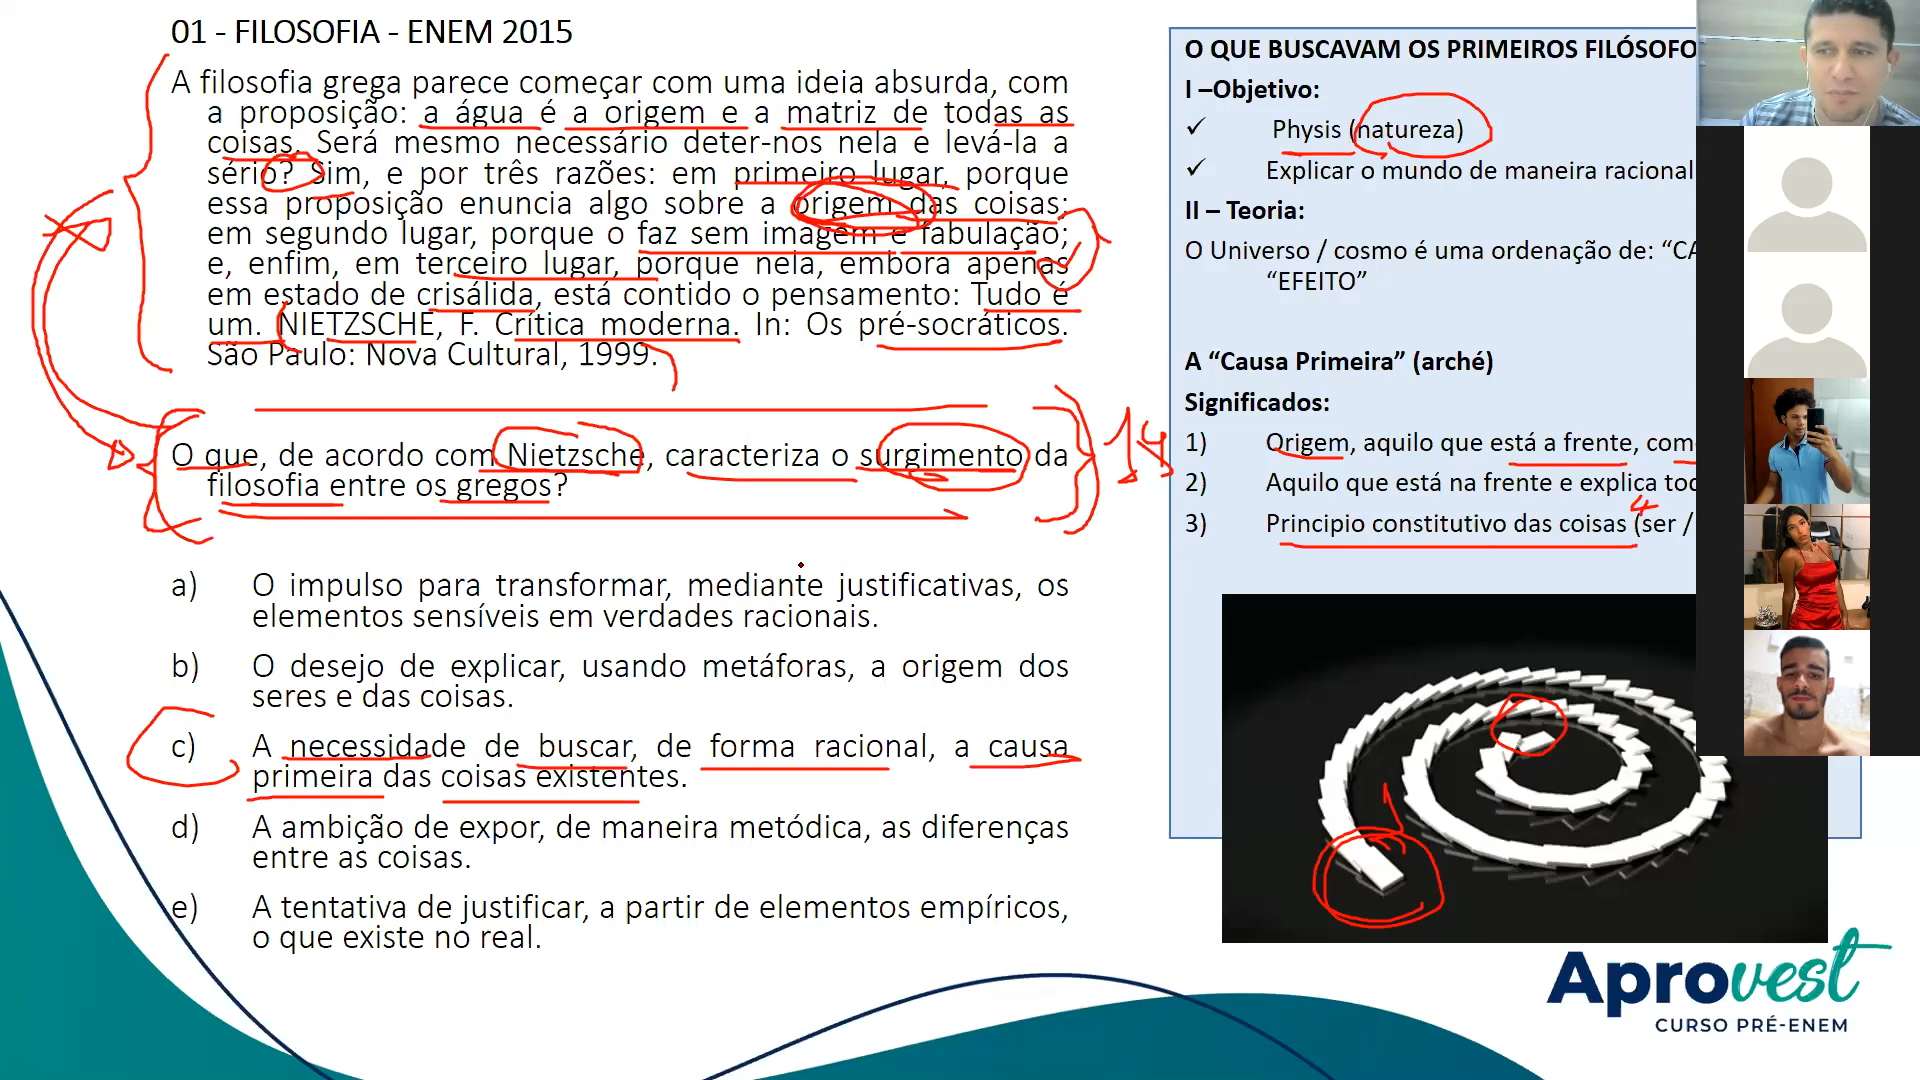 01 - FILOSOFIA - ENEM 2015
A filosofia grega parece começar com uma ideia absurda, com
a proposição: a água é a origem e a matriz de todas as
coisas. Será mesmo necessário deter-nos nela e levá-la a
sério? Sim, e por três razões: em primeiro lugar, porque
essa proposição enuncia algo sobre a origem das coisas;
em segundo lugar, porque o faz sem imagem e fabulação;
e, enfim, em terceiro lugar, porque nela, embora apenas
em estado de crisálida, está contido o pensamento: Tudo é
um. NIETZSCHE, F. Crítica moderna. In: Os pré-socráticos.
São Paulo: Nova Cultural, 1999.
O que, de acordo com Nietzsche, caracteriza o surgimento da
filosofia entre os gregos?
a) O impulso para transformar, mediante justificativas, os
elementos sensíveis em verdades racionais.
b) O desejo de explicar, usando metáforas, a origem dos
seres e das coisas.
c) A necessidade de buscar, de forma racional, a causa
primeira das coisas existentes.
d) A ambição de expor, de maneira metódica, as diferenças
entre as coisas.
e) A tentativa de justificar, a partir de elementos empíricos,
o que existe no real.
O QUE BUSCAVAM OS PRIMEIROS FILÓSOFO
I –Objetivo:
✓ Physis (natureza)
✓ Explicar o mundo de maneira racional
II – Teoria:
O Universo / cosmo é uma ordenação de: “CA
“EFEITO”
A “Causa Primeira” (arché)
Significados:
1) Origem, aquilo que está a frente, com
2) Aquilo que está na frente e explica to
3) Principio constitutivo das coisas (ser /
4
Aprovest
CURSO PRÉ-ENEM